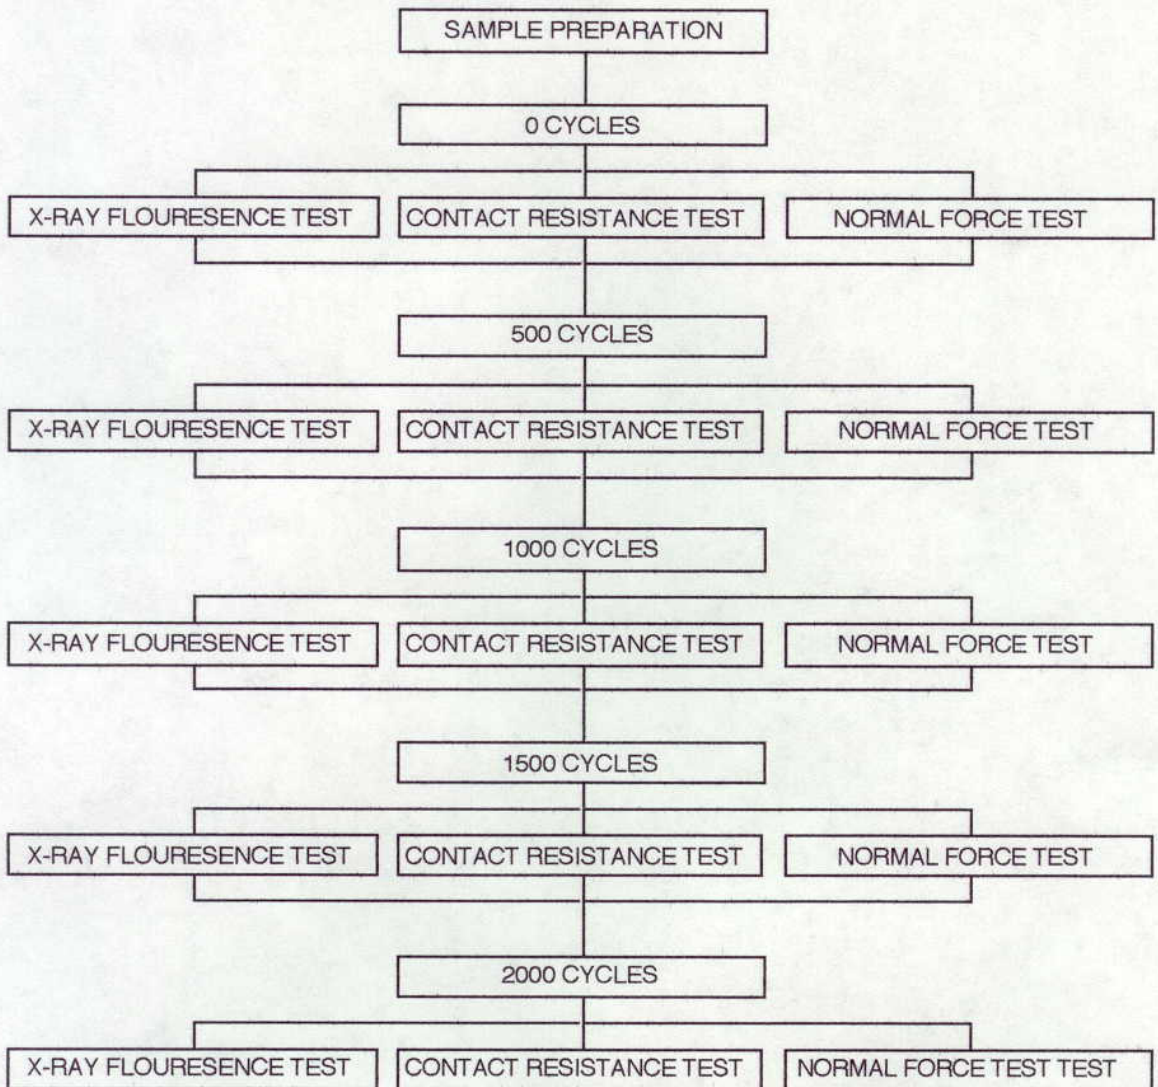 SAMPLE PREPARATION
0 CYCLES
X-RAY FLOURESENCE TEST
CONTACT RESISTANCE TEST
NORMAL FORCE TEST
500 CYCLES
X-RAY FLOURESENCE TEST
CONTACT RESISTANCE TEST
NORMAL FORCE TEST
1000 CYCLES
X-RAY FLOURESENCE TEST
CONTACT RESISTANCE TEST
NORMAL FORCE TEST
1500 CYCLES
X-RAY FLOURESENCE TEST
CONTACT RESISTANCE TEST
NORMAL FORCE TEST
2000 CYCLES
X-RAY FLOURESENCE TEST
CONTACT RESISTANCE TEST
NORMAL FORCE TEST TEST